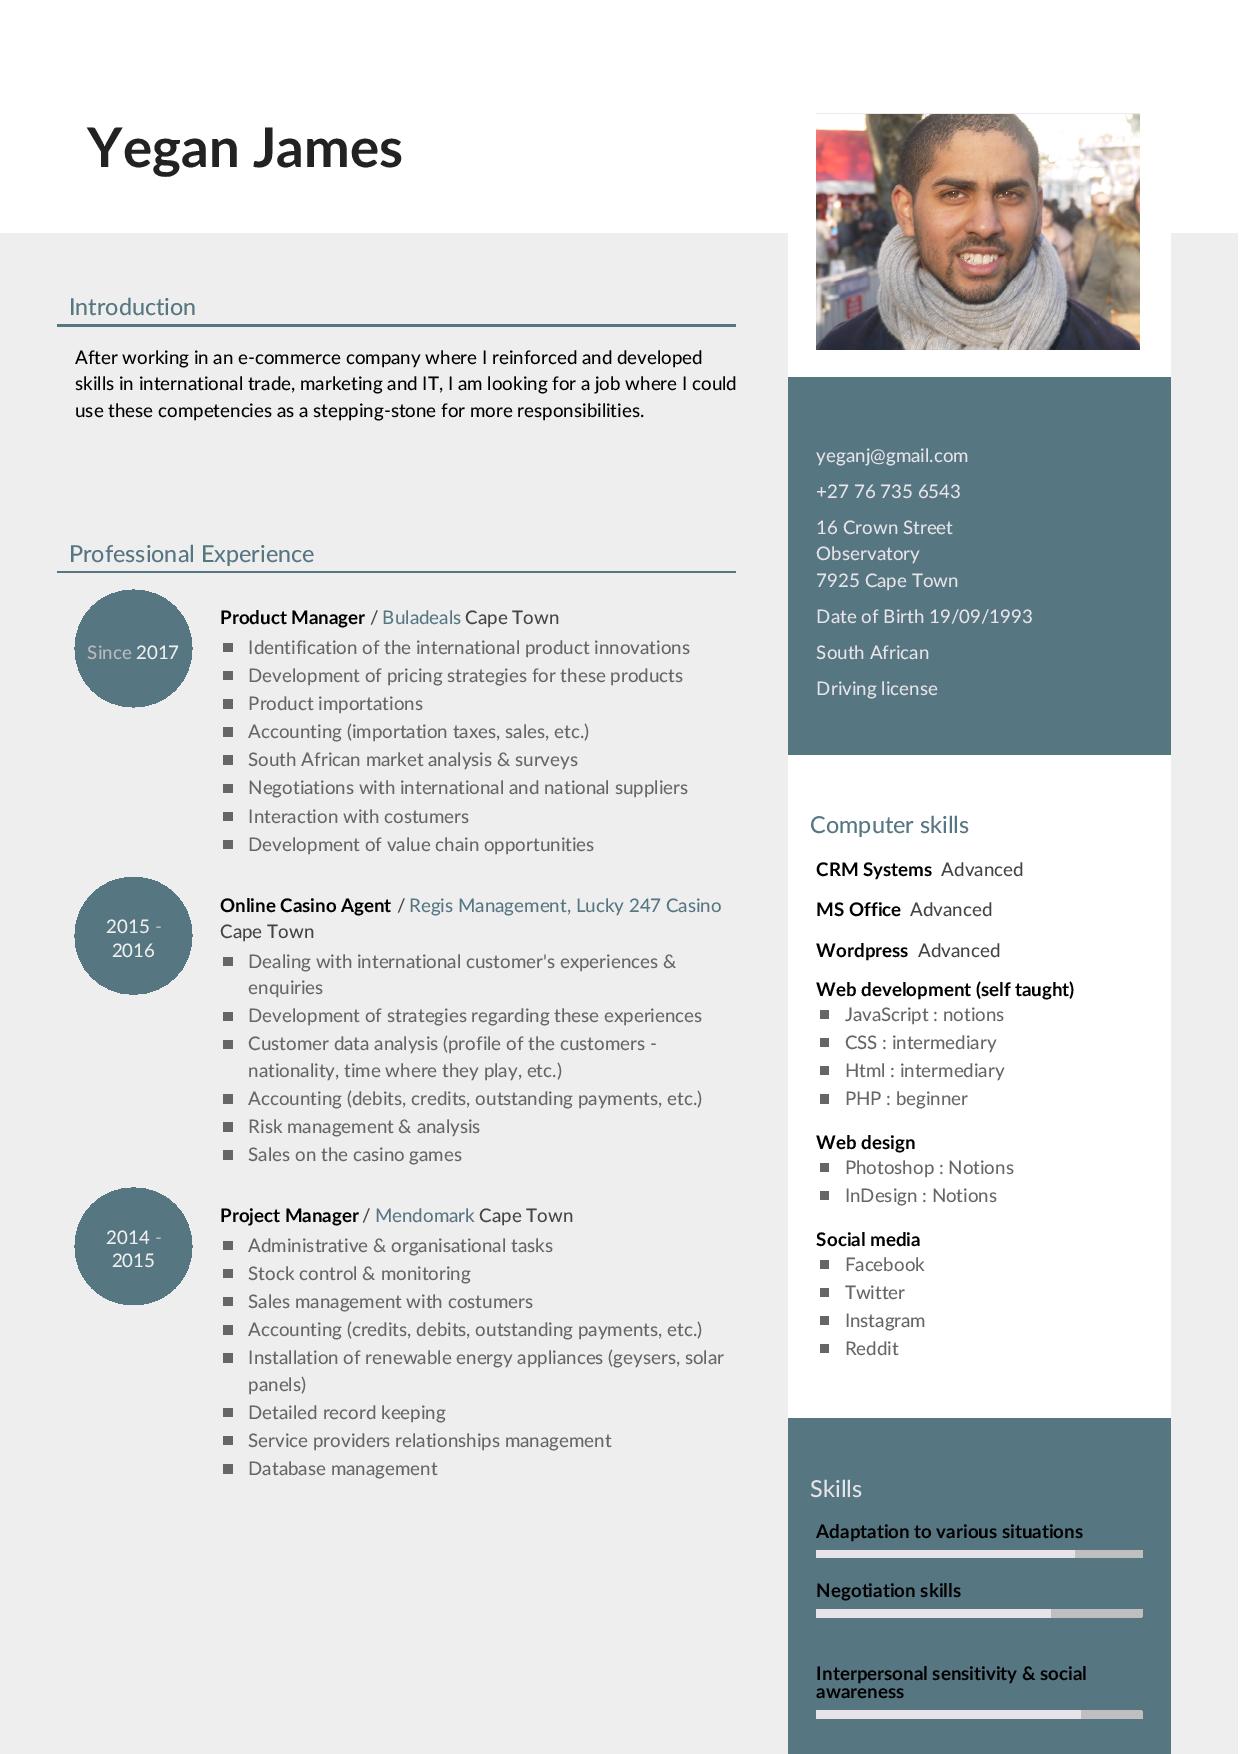 Yegan James
Introduction
After working in an e-commerce company where I reinforced and developed
skills in international trade, marketing and IT, I am looking for a job where I could
use these competencies as a stepping-stone for more responsibilities.
Professional Experience
Since 2017
Product Manager / Buladeals Cape Town
Identification of the international product innovations
Development of pricing strategies for these products
Product importations
Accounting (importation taxes, sales, etc.)
South African market analysis & surveys
Negotiations with international and national suppliers
Interaction with costumers
Development of value chain opportunities
2015 -
2016
Online Casino Agent / Regis Management, Lucky 247 Casino
Cape Town
Dealing with international customer's experiences &
enquiries
Development of strategies regarding these experiences
Customer data analysis (profile of the customers -
nationality, time where they play, etc.)
Accounting (debits, credits, outstanding payments, etc.)
Risk management & analysis
Sales on the casino games
2014 -
2015
Project Manager / Mendomark Cape Town
Administrative & organisational tasks
Stock control & monitoring
Sales management with costumers
Accounting (credits, debits, outstanding payments, etc.)
Installation of renewable energy appliances (geysers, solar
panels)
Detailed record keeping
Service providers relationships management
Database management
yeganj@gmail.com
+27 76 735 6543
16 Crown Street
Observatory
7925 Cape Town
Date of Birth 19/09/1993
South African
Driving license
Computer skills
CRM Systems Advanced
MS Office Advanced
Wordpress Advanced
Web development (self taught)
JavaScript : notions
CSS : intermediary
Html : intermediary
PHP : beginner
Web design
Photoshop : Notions
InDesign : Notions
Social media
Facebook
Twitter
Instagram
Reddit
Skills
Adaptation to various situations
Negotiation skills
Interpersonal sensitivity & social
awareness